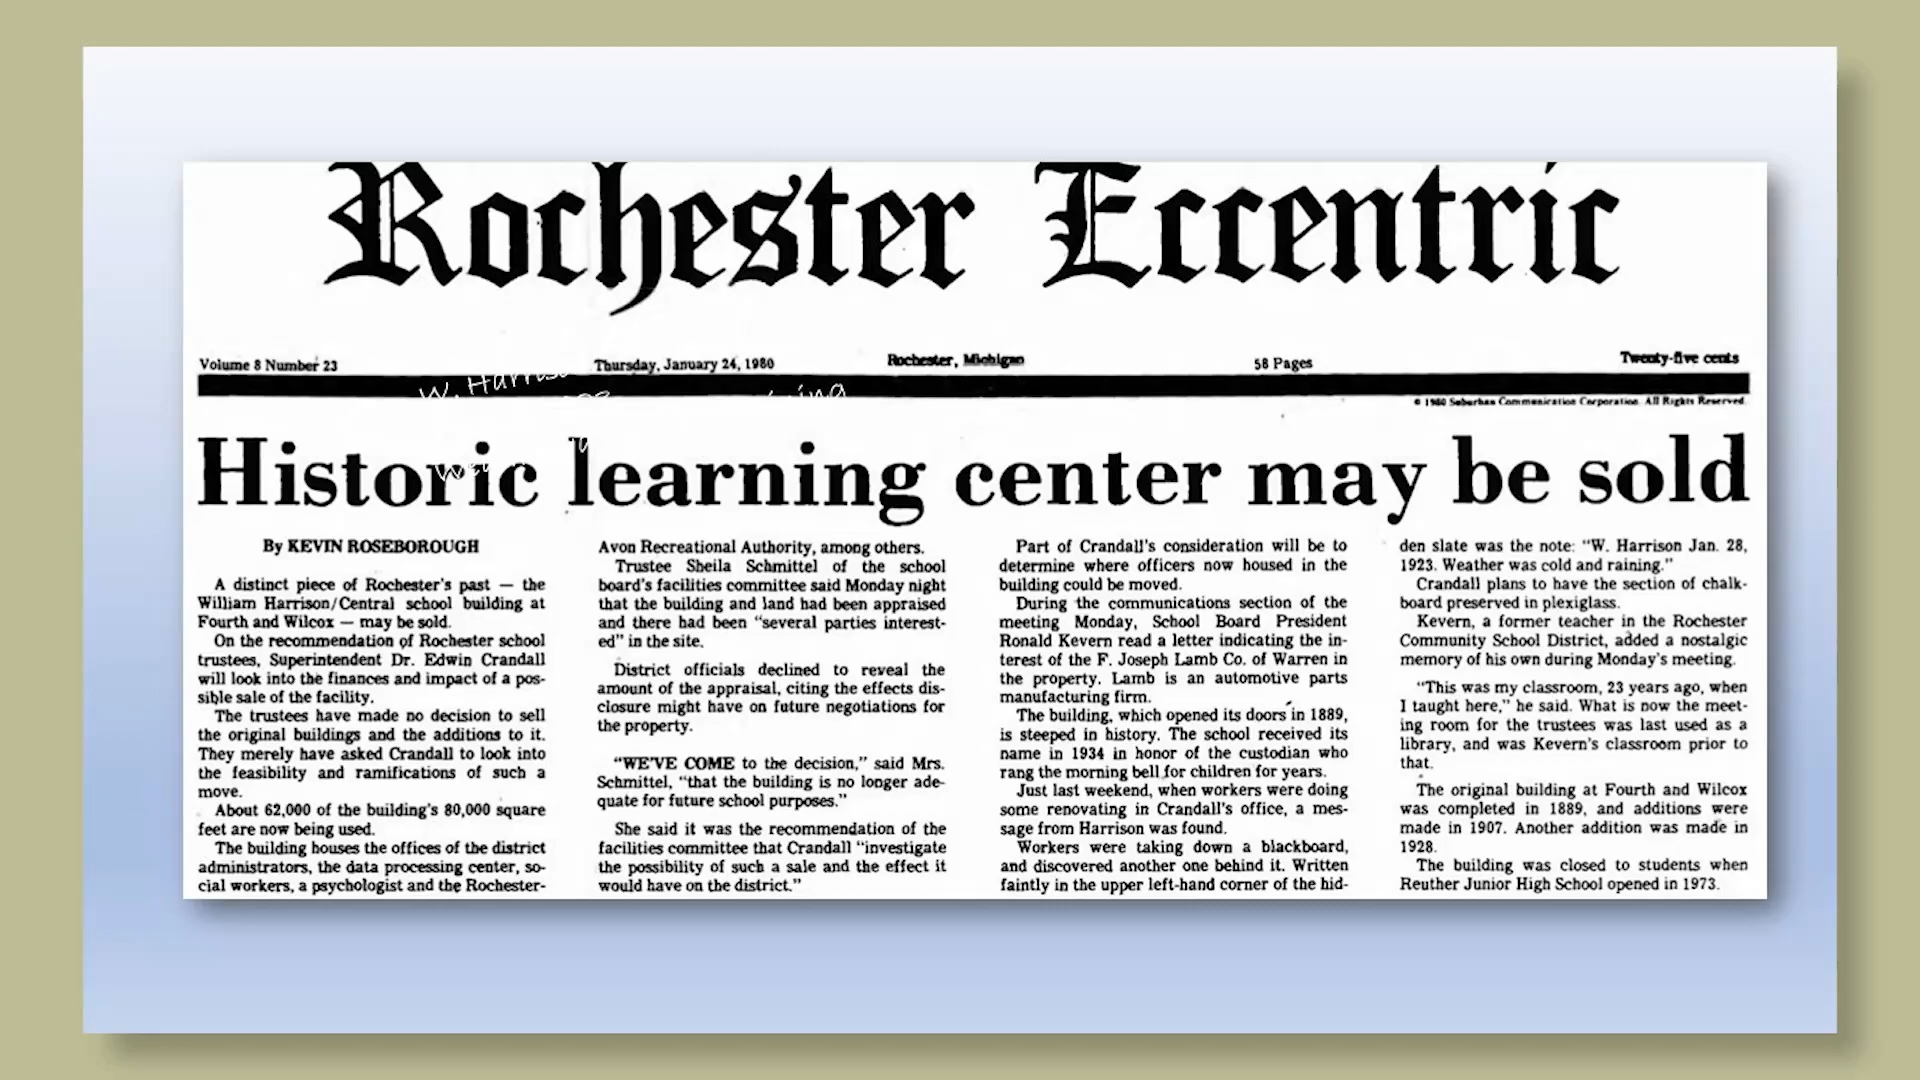 Rochester Eccentric
Volume 8 Number 23 Thursday, January 24, 1980 Rochester, Michigan 58 Pages Twenty-five cents
© 1980 Suburban Communication Corporation. All Rights Reserved.
Historic learning center may be sold
By KEVIN ROSEBOROUGH
A distinct piece of Rochester's past — the
William Harrison/Central school building at
Fourth and Wilcox — may be sold.
On the recommendation of Rochester school
trustees, Superintendent Dr. Edwin Crandall
will look into the finances and impact of a pos-
sible sale of the facility.
The trustees have made no decision to sell
the original buildings and the additions to it.
They merely have asked Crandall to look into
the feasibility and ramifications of such a
move.
About 62,000 of the building's 80,000 square
feet are now being used.
The building houses the offices of the district
administrators, the data processing center, so-
cial workers, a psychologist and the Rochester-
Avon Recreational Authority, among others.
Trustee Sheila Schmittel of the school
board's facilities committee said Monday night
that the building and land had been appraised
and there had been "several parties interest-
ed" in the site.
District officials declined to reveal the
amount of the appraisal, citing the effects dis-
closure might have on future negotiations for
the property.
"WE'VE COME to the decision," said Mrs.
Schmittel, "that the building is no longer ade-
quate for future school purposes."
She said it was the recommendation of the
facilities committee that Crandall "investigate
the possibility of such a sale and the effect it
would have on the district."
Part of Crandall's consideration will be to
determine where officers now housed in the
building could be moved.
During the communications section of the
meeting Monday, School Board President
Ronald Kevern read a letter indicating the in-
terest of the F. Joseph Lamb Co. of Warren in
the property. Lamb is an automotive parts
manufacturing firm.
The building, which opened its doors in 1889,
is steeped in history. The school received its
name in 1934 in honor of the custodian who
rang the morning bell for children for years.
Just last weekend, when workers were doing
some renovating in Crandall's office, a mes-
sage from Harrison was found.
Workers were taking down a blackboard,
and discovered another one behind it. Written
faintly in the upper left-hand corner of the hid-
den slate was the note: "W. Harrison Jan. 28,
1923. Weather was cold and raining."
Crandall plans to have the section of chalk-
board preserved in plexiglass.
Kevern, a former teacher in the Rochester
Community School District, added a nostalgic
memory of his own during Monday's meeting.
"This was my classroom, 23 years ago, when
I taught here," he said. What is now the meet-
ing room for the trustees was last used as a
library, and was Kevern's classroom prior to
that.
The original building at Fourth and Wilcox
was completed in 1889, and additions were
made in 1907. Another addition was made in
1928.
The building was closed to students when
Reuther Junior High School opened in 1973.